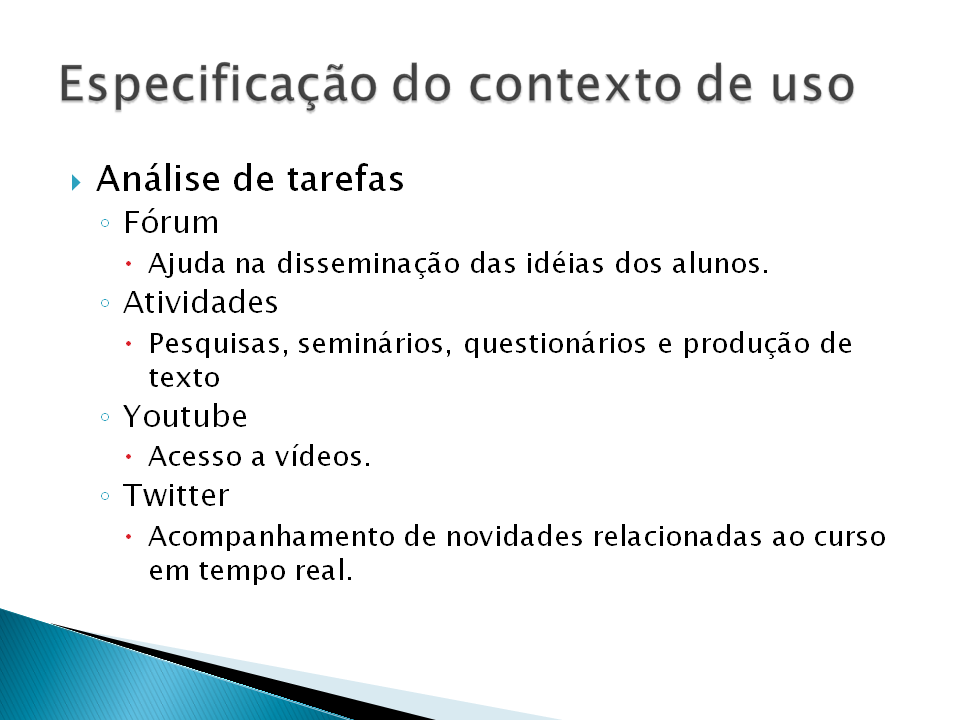 Especificação do contexto de uso
Análise de tarefas
Fórum
Ajuda na disseminação das idéias dos alunos.
Atividades
Pesquisas, seminários, questionários e produção de
texto
Youtube
Acesso a vídeos.
Twitter
Acompanhamento de novidades relacionadas ao curso
em tempo real.